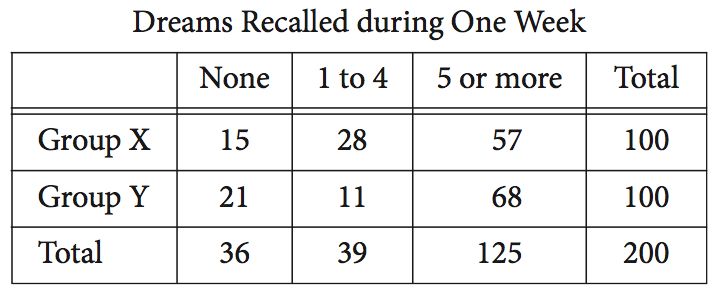 Dreams Recalled during One Week
None 1 to 4 5 or more Total
Group X 15 28 57 100
Group Y 21 11 68 100
Total 36 39 125 200